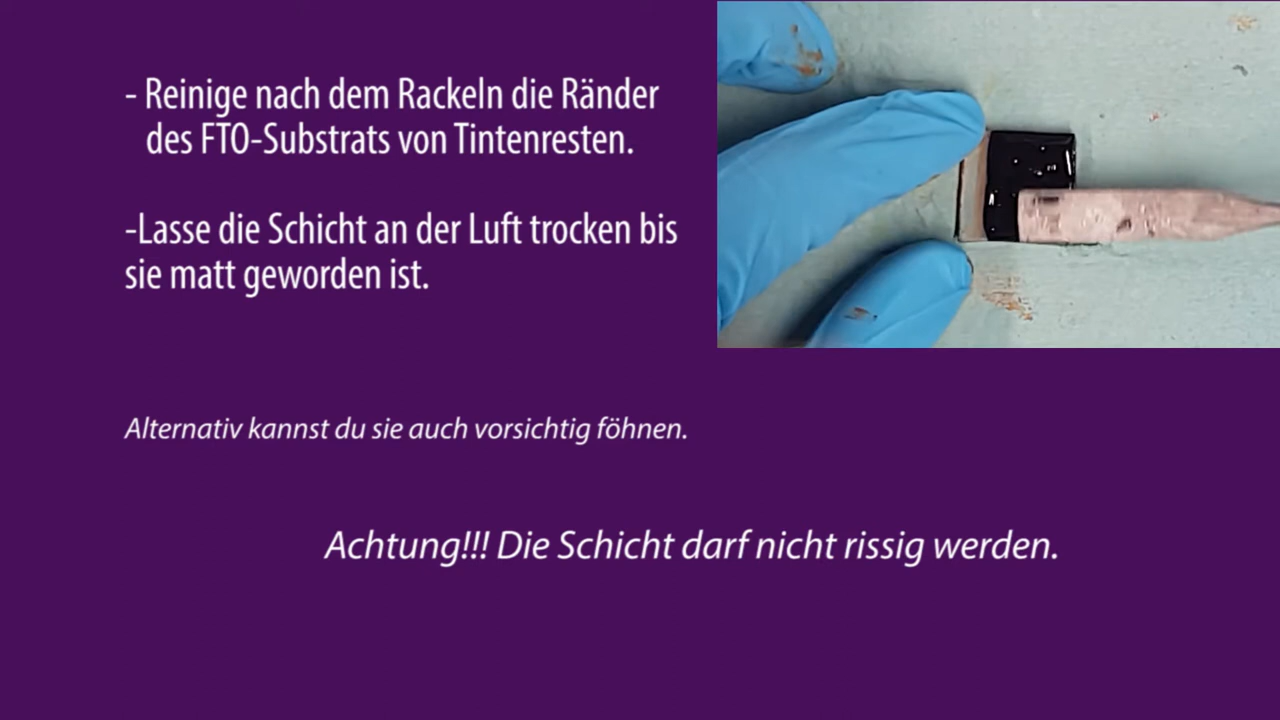 - Reinige nach dem Rackeln die Ränder
des FTO-Substrats von Tintenresten.
-Lasse die Schicht an der Luft trocken bis
sie matt geworden ist.
Alternativ kannst du sie auch vorsichtig föhnen.
Achtung!!! Die Schicht darf nicht rissig werden.